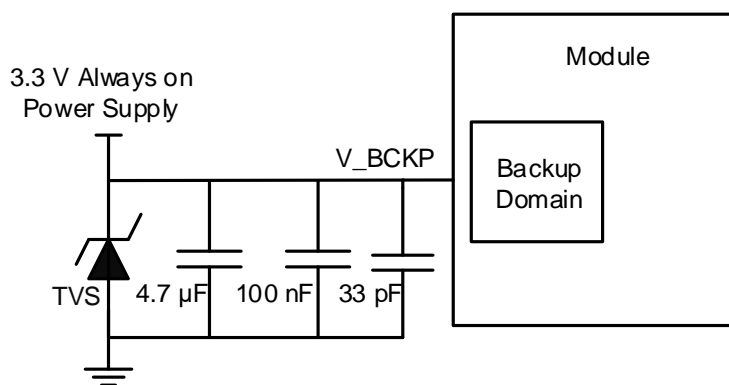 Module
3.3 V Always on
Power Supply
V_BCKP
Backup
Domain
TVS
4.7 µF
100 nF
33 pF